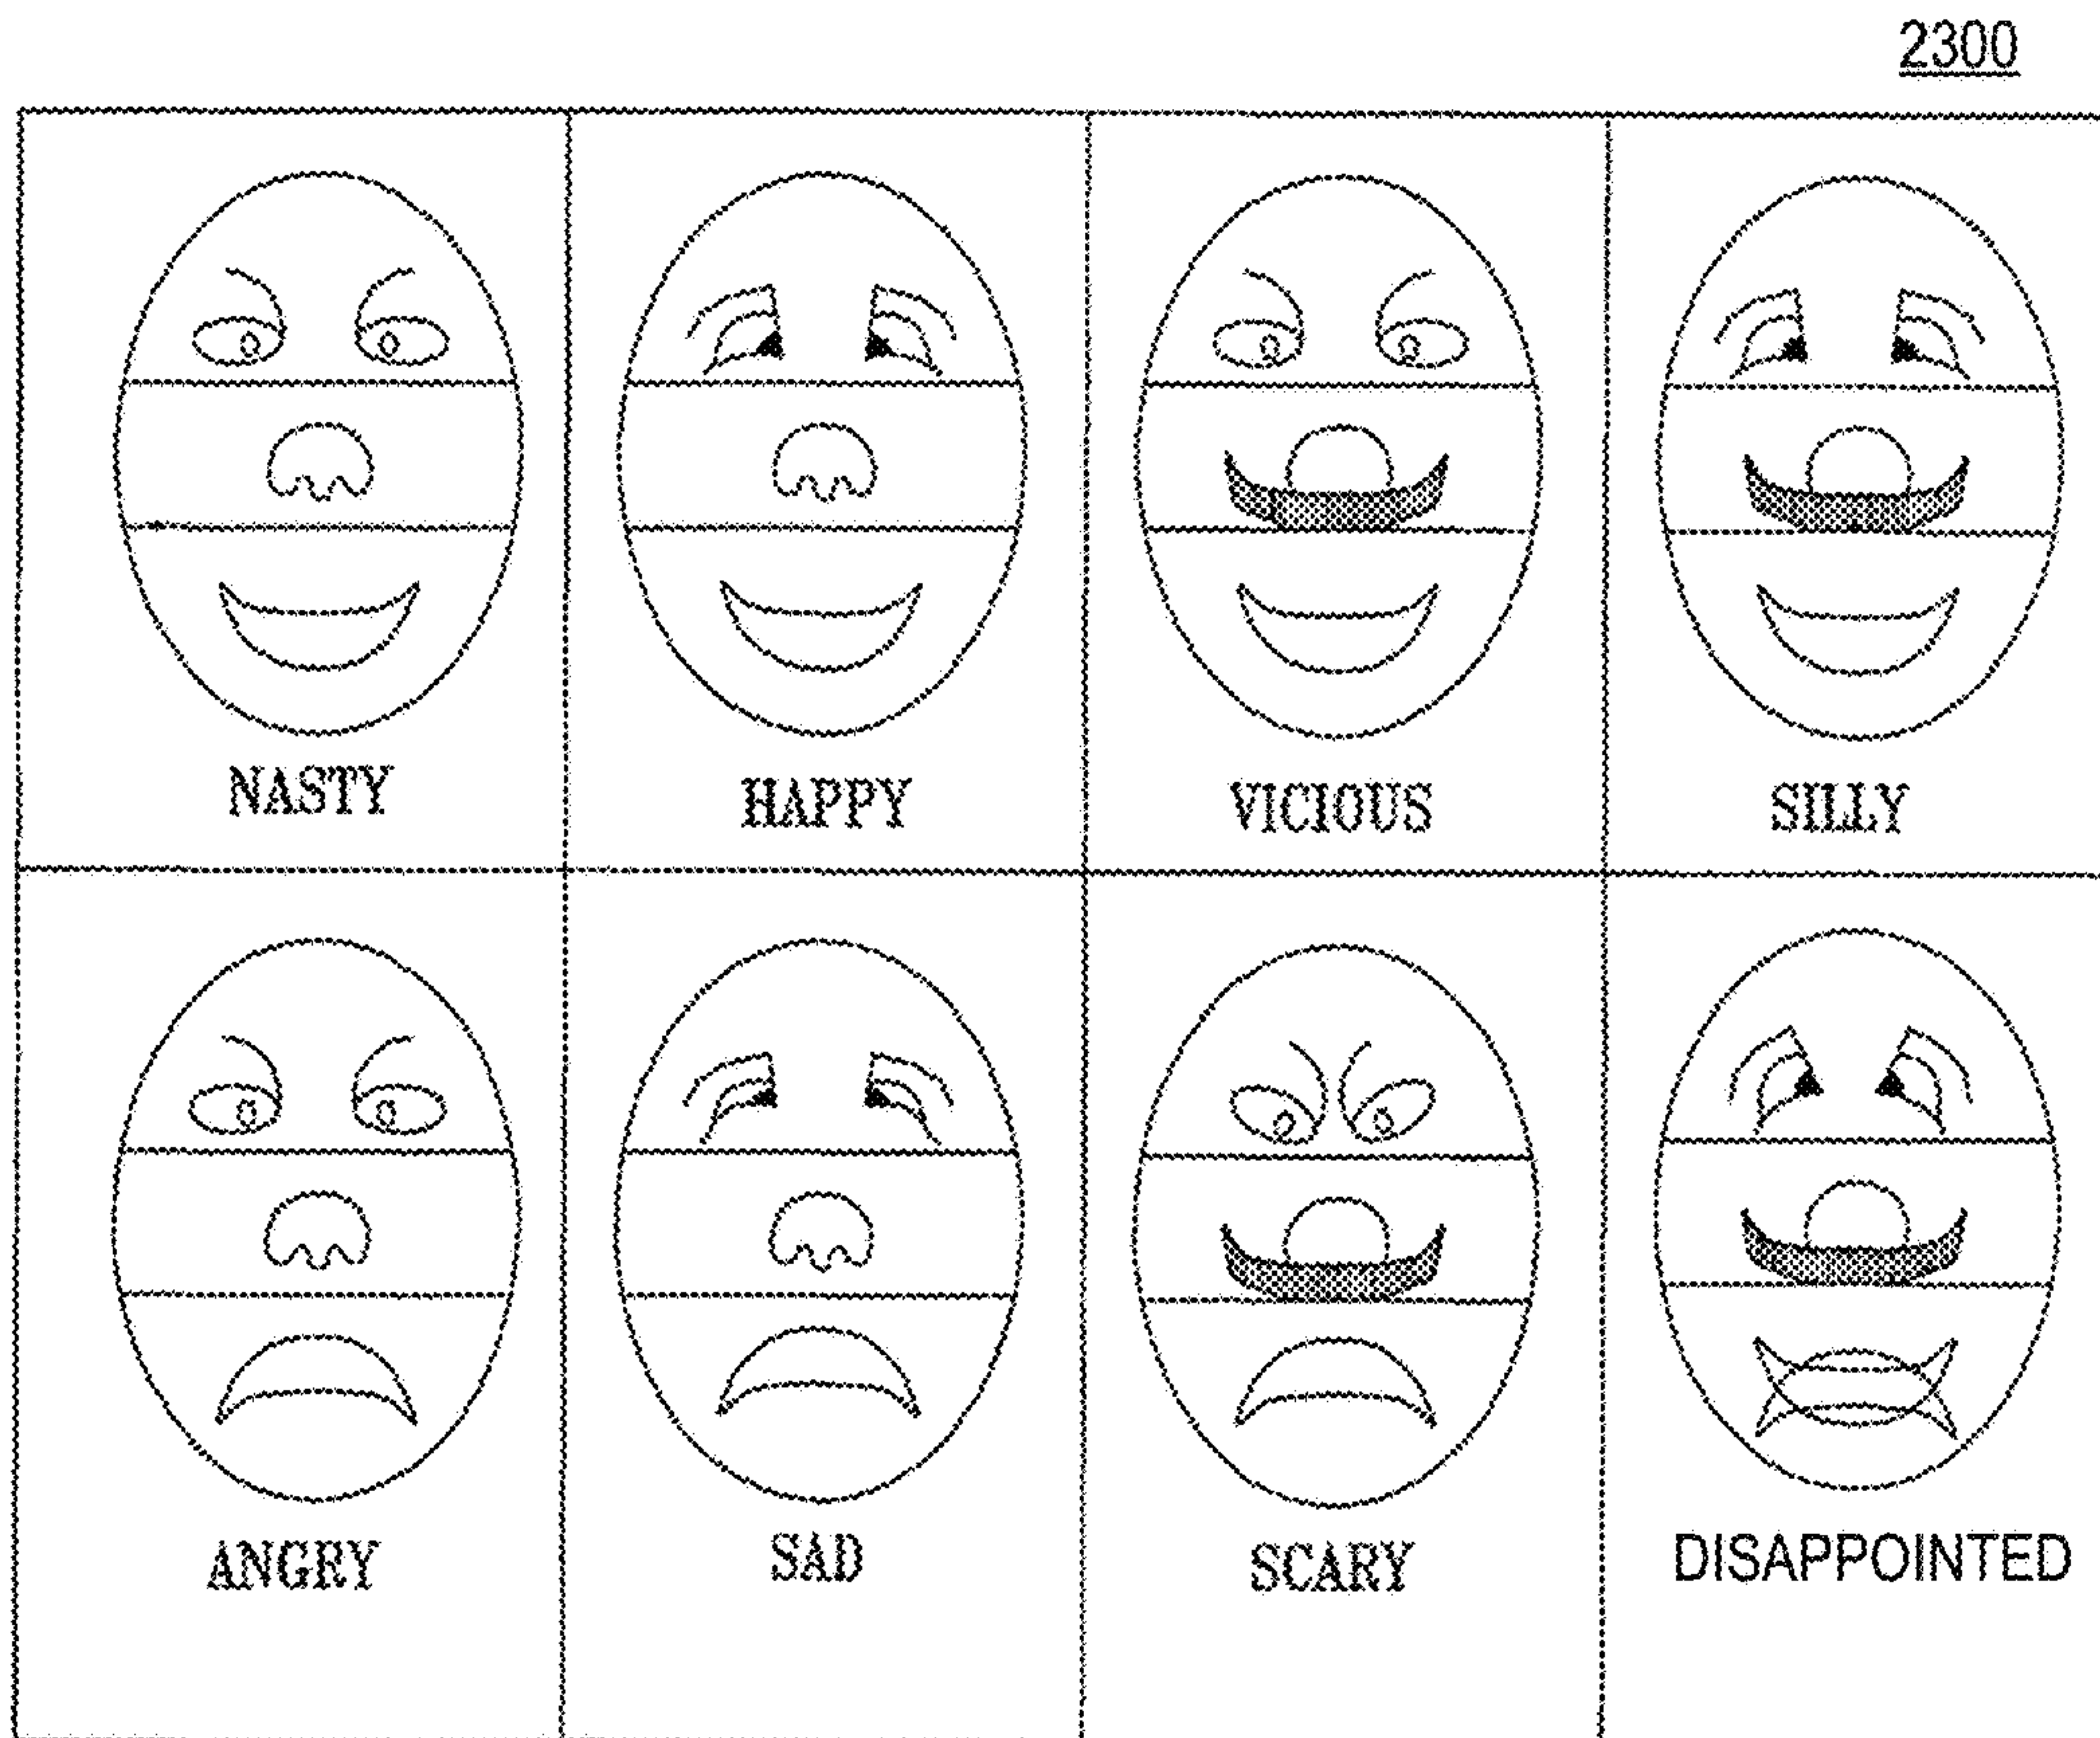 2300
NASTY
HAPPY
VICIOUS
SILLY
ANGRY
SAD
SCARY
DISAPPOINTED